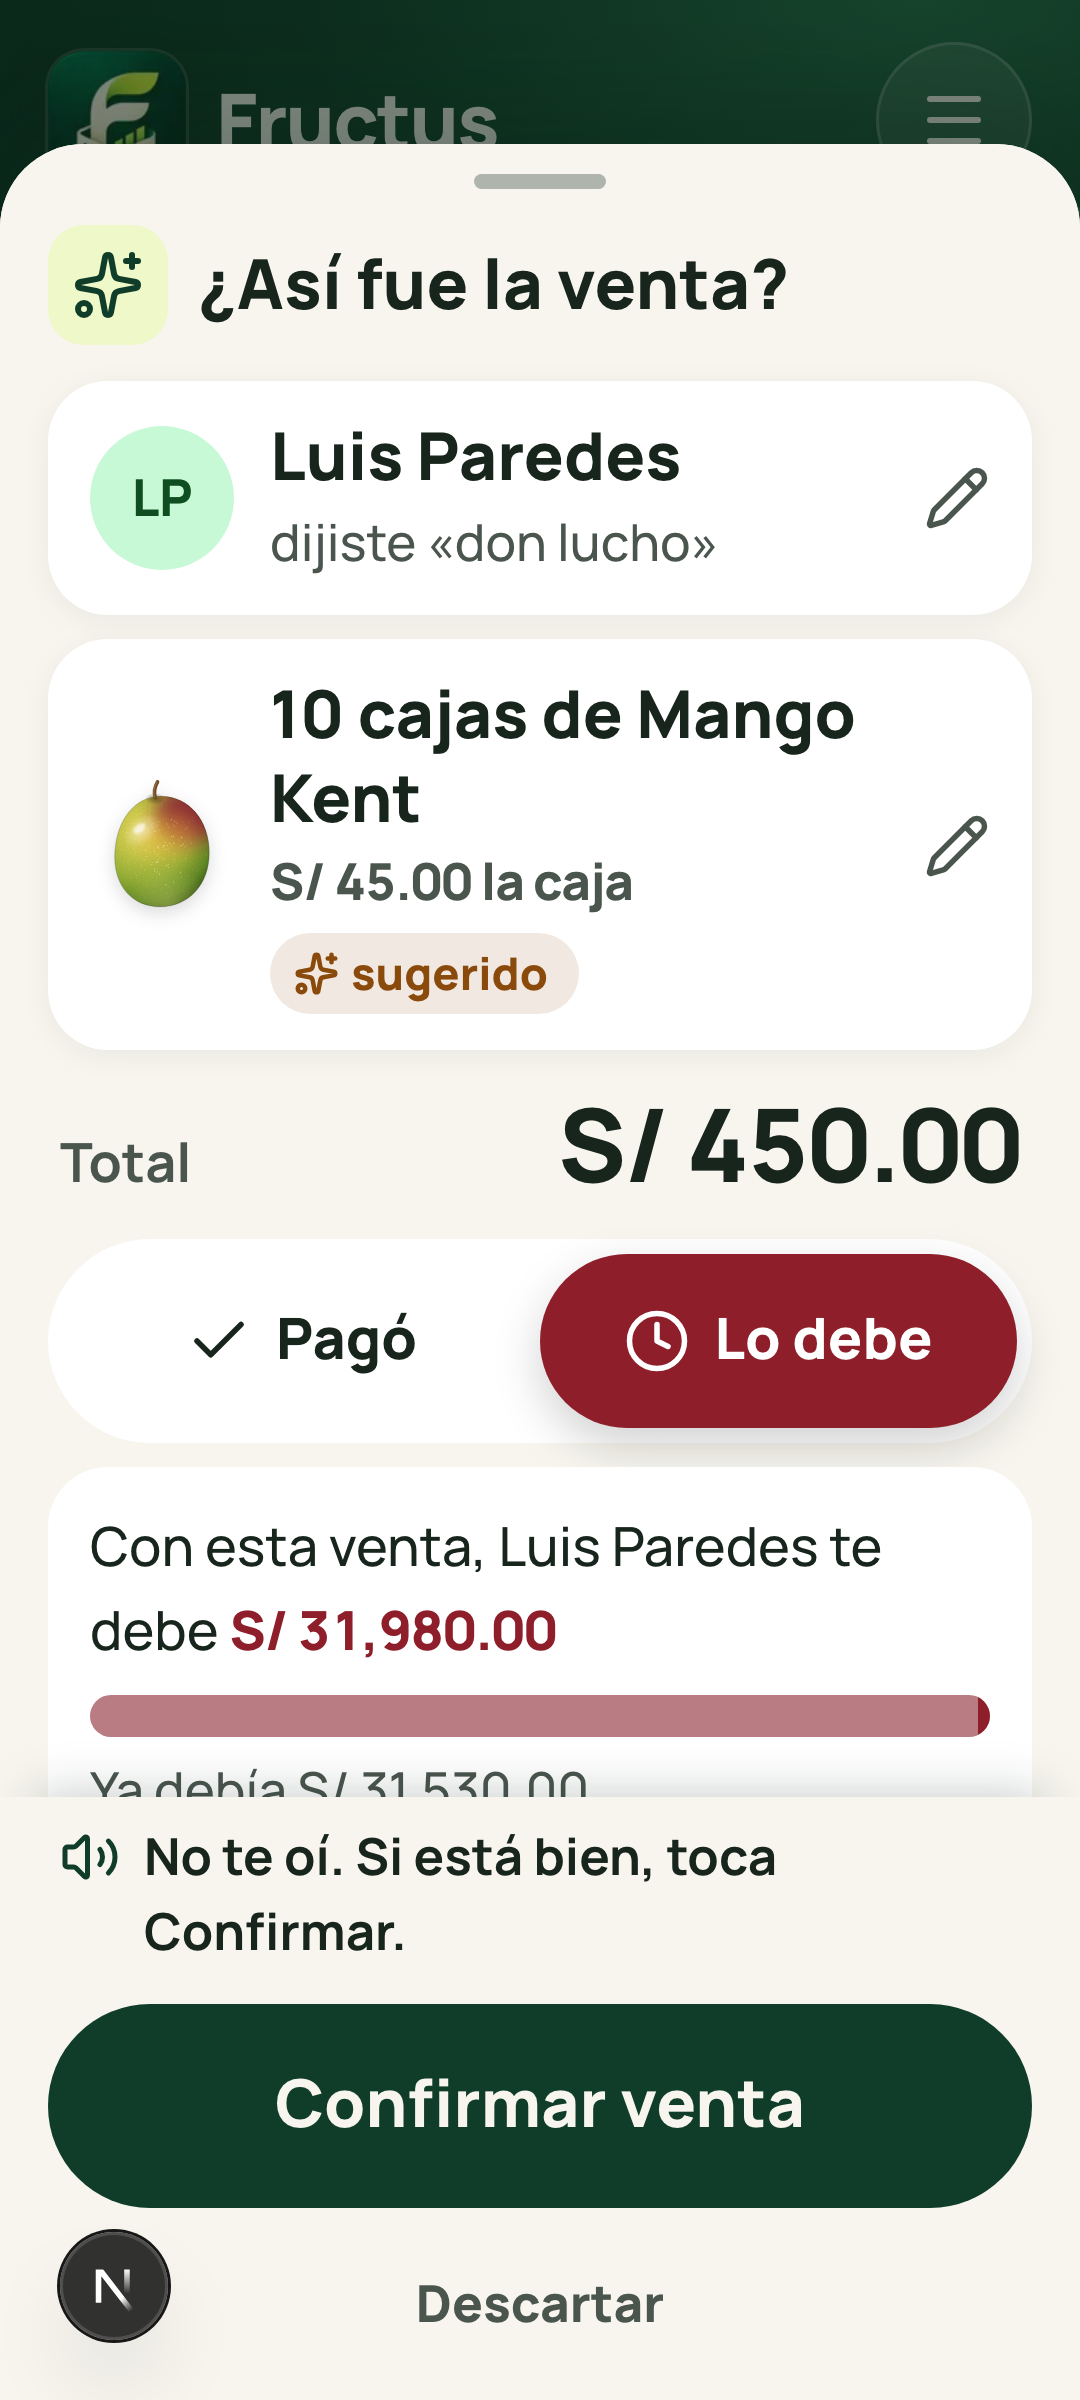 Fructus
¿Así fue la venta?
LP
Luis Paredes
dijiste «don lucho»
10 cajas de Mango
Kent
S/ 45.00 la caja
sugerido
Total
S/ 450.00
Pagó
Lo debe
Con esta venta, Luis Paredes te
debe S/ 31,980.00
Ya debía S/ 31,530.00
No te oí. Si está bien, toca
Confirmar.
Confirmar venta
N
Descartar